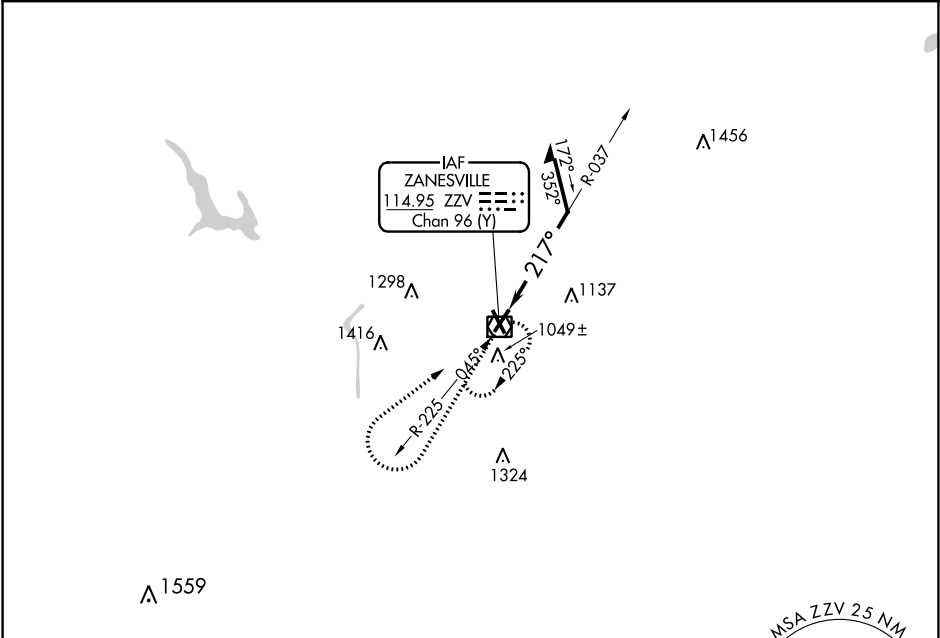 1456
172°
352°
R-037
IAF
ZANESVILLE
114.95 ZZV
Chan 96 (Y)
217°
1298
1137
1416
1049±
045°
225°
R-225
1324
1559
MSA ZZV 25 NM